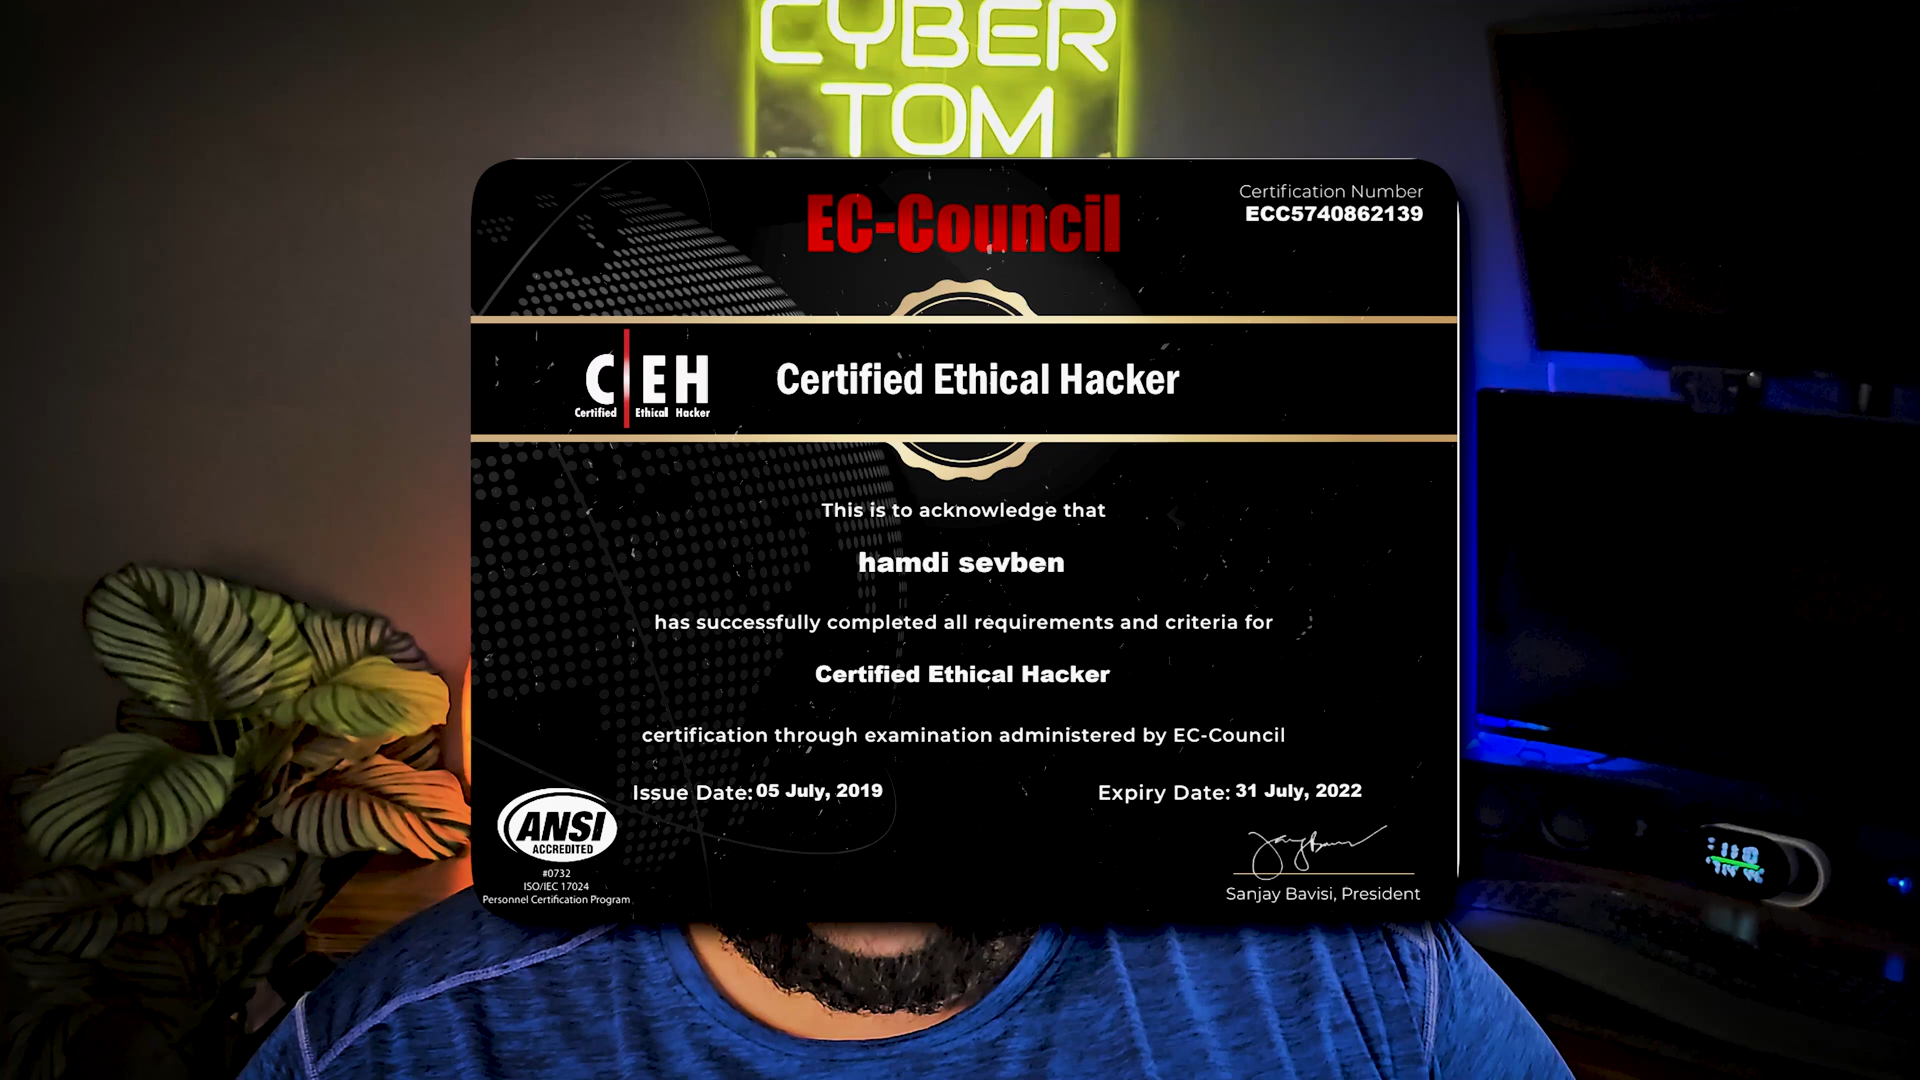 CYBER
TOM
EC-Council
Certification Number
ECC5740862139
C|EH
Certified Ethical Hacker
Certified Ethical Hacker
This is to acknowledge that
hamdi sevben
has successfully completed all requirements and criteria for
Certified Ethical Hacker
certification through examination administered by EC-Council
Issue Date: 05 July, 2019
Expiry Date: 31 July, 2022
ANSI
ACCREDITED
#0732
ISO/IEC 17024
Personnel Certification Program
Sanjay Bavisi, President